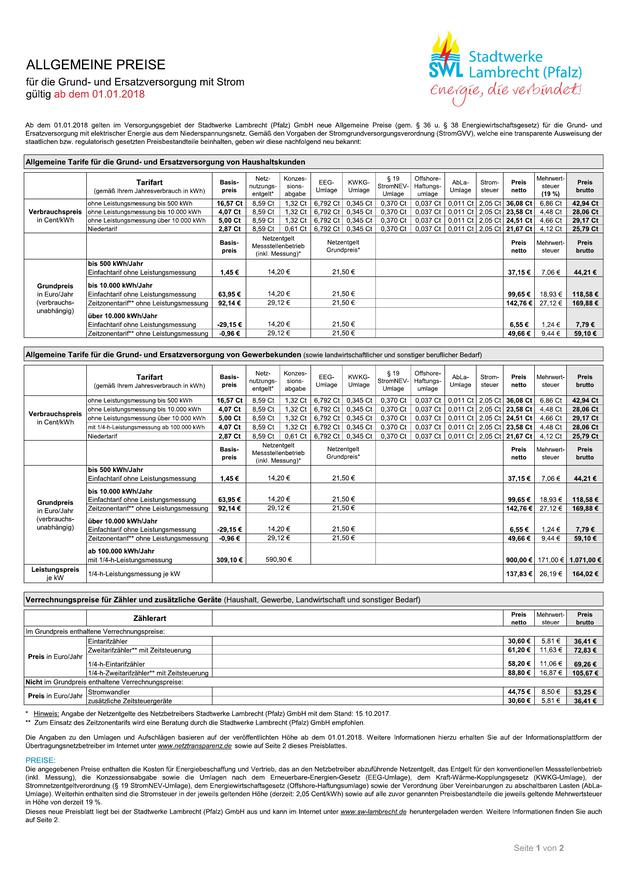 ALLGEMEINE PREISE
für die Grund- und Ersatzversorgung mit Strom
gültig ab dem 01.01.2018
Stadtwerke
SWL Lambrecht (Pfalz)
energie, die verbindet!
Ab dem 01.01.2018 gelten im Versorgungsgebiet der Stadtwerke Lambrecht (Pfalz) GmbH neue Allgemeine Preise (gem. § 36 u. § 38 Energiewirtschaftsgesetz) für die Grund- und
Ersatzversorgung mit elektrischer Energie aus dem Niederspannungsnetz. Gemäß den Vorgaben der Stromgrundversorgungsverordnung (StromGVV), welche eine transparente Ausweisung der
staatlichen bzw. regulatorisch gesetzten Preisbestandteile beinhalten, geben wir diese nachfolgend neu bekannt:
Allgemeine Tarife für die Grund- und Ersatzversorgung von Haushaltskunden
Tarifart (gemäß Ihrem Jahresverbrauch in kWh) Basis-preis Netz-nutzungs-entgelt* Konzes-sions-abgabe EEG-Umlage KWKG-Umlage § 19 StromNEV-Umlage Offshore-Haftungs-umlage AbLa-Umlage Strom-steuer Preis netto Mehrwert-steuer (19 %) Preis brutto
Verbrauchspreis in Cent/kWh
ohne Leistungsmessung bis 500 kWh 16,57 Ct 8,59 Ct 1,32 Ct 6,792 Ct 0,345 Ct 0,370 Ct 0,037 Ct 0,011 Ct 2,05 Ct 36,08 Ct 6,86 Ct 42,94 Ct
ohne Leistungsmessung bis 10.000 kWh 4,07 Ct 8,59 Ct 1,32 Ct 6,792 Ct 0,345 Ct 0,370 Ct 0,037 Ct 0,011 Ct 2,05 Ct 23,58 Ct 4,48 Ct 28,06 Ct
ohne Leistungsmessung über 10.000 kWh 5,00 Ct 8,59 Ct 1,32 Ct 6,792 Ct 0,345 Ct 0,370 Ct 0,037 Ct 0,011 Ct 2,05 Ct 24,51 Ct 4,66 Ct 29,17 Ct
Niedertarif 2,87 Ct 8,59 Ct 0,61 Ct 6,792 Ct 0,345 Ct 0,370 Ct 0,037 Ct 0,011 Ct 2,05 Ct 21,67 Ct 4,12 Ct 25,79 Ct
Basis-preis Netzentgelt Messstellenbetrieb (inkl. Messung)* Netzentgelt Grundpreis* Preis netto Mehrwert-steuer Preis brutto
Grundpreis in Euro/Jahr (verbrauchs-unabhängig)
bis 500 kWh/Jahr
Einfachtarif ohne Leistungsmessung 1,45 € 14,20 € 21,50 € 37,15 € 7,06 € 44,21 €
bis 10.000 kWh/Jahr
Einfachtarif ohne Leistungsmessung 63,95 € 14,20 € 21,50 € 99,65 € 18,93 € 118,58 €
Zeitzonentarif** ohne Leistungsmessung 92,14 € 29,12 € 21,50 € 142,76 € 27,12 € 169,88 €
über 10.000 kWh/Jahr
Einfachtarif ohne Leistungsmessung -29,15 € 14,20 € 21,50 € 6,55 € 1,24 € 7,79 €
Zeitzonentarif** ohne Leistungsmessung -0,96 € 29,12 € 21,50 € 49,66 € 9,44 € 59,10 €
Allgemeine Tarife für die Grund- und Ersatzversorgung von Gewerbekunden (sowie landwirtschaftlicher und sonstiger beruflicher Bedarf)
Tarifart (gemäß Ihrem Jahresverbrauch in kWh) Basis-preis Netz-nutzungs-entgelt* Konzes-sions-abgabe EEG-Umlage KWKG-Umlage § 19 StromNEV-Umlage Offshore-Haftungs-umlage AbLa-Umlage Strom-steuer Preis netto Mehrwert-steuer Preis brutto
Verbrauchspreis in Cent/kWh
ohne Leistungsmessung bis 500 kWh 16,57 Ct 8,59 Ct 1,32 Ct 6,792 Ct 0,345 Ct 0,370 Ct 0,037 Ct 0,011 Ct 2,05 Ct 36,08 Ct 6,86 Ct 42,94 Ct
ohne Leistungsmessung bis 10.000 kWh 4,07 Ct 8,59 Ct 1,32 Ct 6,792 Ct 0,345 Ct 0,370 Ct 0,037 Ct 0,011 Ct 2,05 Ct 23,58 Ct 4,48 Ct 28,06 Ct
ohne Leistungsmessung über 10.000 kWh 5,00 Ct 8,59 Ct 1,32 Ct 6,792 Ct 0,345 Ct 0,370 Ct 0,037 Ct 0,011 Ct 2,05 Ct 24,51 Ct 4,66 Ct 29,17 Ct
mit 1/4-h-Leistungsmessung ab 100.000 kWh 4,07 Ct 8,59 Ct 1,32 Ct 6,792 Ct 0,345 Ct 0,370 Ct 0,037 Ct 0,011 Ct 2,05 Ct 23,58 Ct 4,48 Ct 28,06 Ct
Niedertarif 2,87 Ct 8,59 Ct 0,61 Ct 6,792 Ct 0,345 Ct 0,370 Ct 0,037 Ct 0,011 Ct 2,05 Ct 21,67 Ct 4,12 Ct 25,79 Ct
Basis-preis Netzentgelt Messstellenbetrieb (inkl. Messung)* Netzentgelt Grundpreis* Preis netto Mehrwert-steuer Preis brutto
Grundpreis in Euro/Jahr (verbrauchs-unabhängig)
bis 500 kWh/Jahr
Einfachtarif ohne Leistungsmessung 1,45 € 14,20 € 21,50 € 37,15 € 7,06 € 44,21 €
bis 10.000 kWh/Jahr
Einfachtarif ohne Leistungsmessung 63,95 € 14,20 € 21,50 € 99,65 € 18,93 € 118,58 €
Zeitzonentarif** ohne Leistungsmessung 92,14 € 29,12 € 21,50 € 142,76 € 27,12 € 169,88 €
über 10.000 kWh/Jahr
Einfachtarif ohne Leistungsmessung -29,15 € 14,20 € 21,50 € 6,55 € 1,24 € 7,79 €
Zeitzonentarif** ohne Leistungsmessung -0,96 € 29,12 € 21,50 € 49,66 € 9,44 € 59,10 €
ab 100.000 kWh/Jahr
mit 1/4-h-Leistungsmessung 309,10 € 590,90 € 900,00 € 171,00 € 1.071,00 €
Leistungspreis je kW 1/4-h-Leistungsmessung je kW 137,83 € 26,19 € 164,02 €
Verrechnungspreise für Zähler und zusätzliche Geräte (Haushalt, Gewerbe, Landwirtschaft und sonstiger Bedarf)
Zählerart Preis netto Mehrwert-steuer Preis brutto
Im Grundpreis enthaltene Verrechnungspreise:
Preis in Euro/Jahr
Eintarifzähler 30,60 € 5,81 € 36,41 €
Zweitarifzähler** mit Zeitsteuerung 61,20 € 11,63 € 72,83 €
1/4-h-Eintarifzähler 58,20 € 11,06 € 69,26 €
1/4-h-Zweitarifzähler** mit Zeitsteuerung 88,80 € 16,87 € 105,67 €
Nicht im Grundpreis enthaltene Verrechnungspreise:
Preis in Euro/Jahr
Stromwandler 44,75 € 8,50 € 53,25 €
zusätzliche Zeitsteuergeräte 30,60 € 5,81 € 36,41 €
* Hinweis: Angabe der Netzentgelte des Netzbetreibers Stadtwerke Lambrecht (Pfalz) GmbH mit dem Stand: 15.10.2017.
** Zum Einsatz des Zeitzonentarifs wird eine Beratung durch die Stadtwerke Lambrecht (Pfalz) GmbH empfohlen.
Die Angaben zu den Umlagen und Aufschlägen basieren auf der veröffentlichten Höhe ab dem 01.01.2018. Weitere Informationen hierzu erhalten Sie auf der Informationsplattform der
Übertragungsnetzbetreiber im Internet unter www.netztransparenz.de sowie auf Seite 2 dieses Preisblattes.
PREISE:
Die angegebenen Preise enthalten die Kosten für Energiebeschaffung und Vertrieb, das an den Netzbetreiber abzuführende Netzentgelt, das Entgelt für den konventionellen Messstellenbetrieb
(inkl. Messung), die Konzessionsabgabe sowie die Umlagen nach dem Erneuerbare-Energien-Gesetz (EEG-Umlage), dem Kraft-Wärme-Kopplungsgesetz (KWKG-Umlage), der
Stromnetzentgeltverordnung (§ 19 StromNEV-Umlage), dem Energiewirtschaftsgesetz (Offshore-Haftungsumlage) sowie der Verordnung über Vereinbarungen zu abschaltbaren Lasten (AbLa-
Umlage). Weiterhin enthalten sind die Stromsteuer in der jeweils geltenden Höhe (derzeit: 2,05 Cent/kWh) sowie auf alle zuvor genannten Preisbestandteile die jeweils geltende Mehrwertsteuer
in Höhe von derzeit 19 %.
Dieses neue Preisblatt liegt bei der Stadtwerke Lambrecht (Pfalz) GmbH aus und kann im Internet unter www.sw-lambrecht.de heruntergeladen werden. Weitere Informationen finden Sie auch
auf Seite 2.
Seite 1 von 2